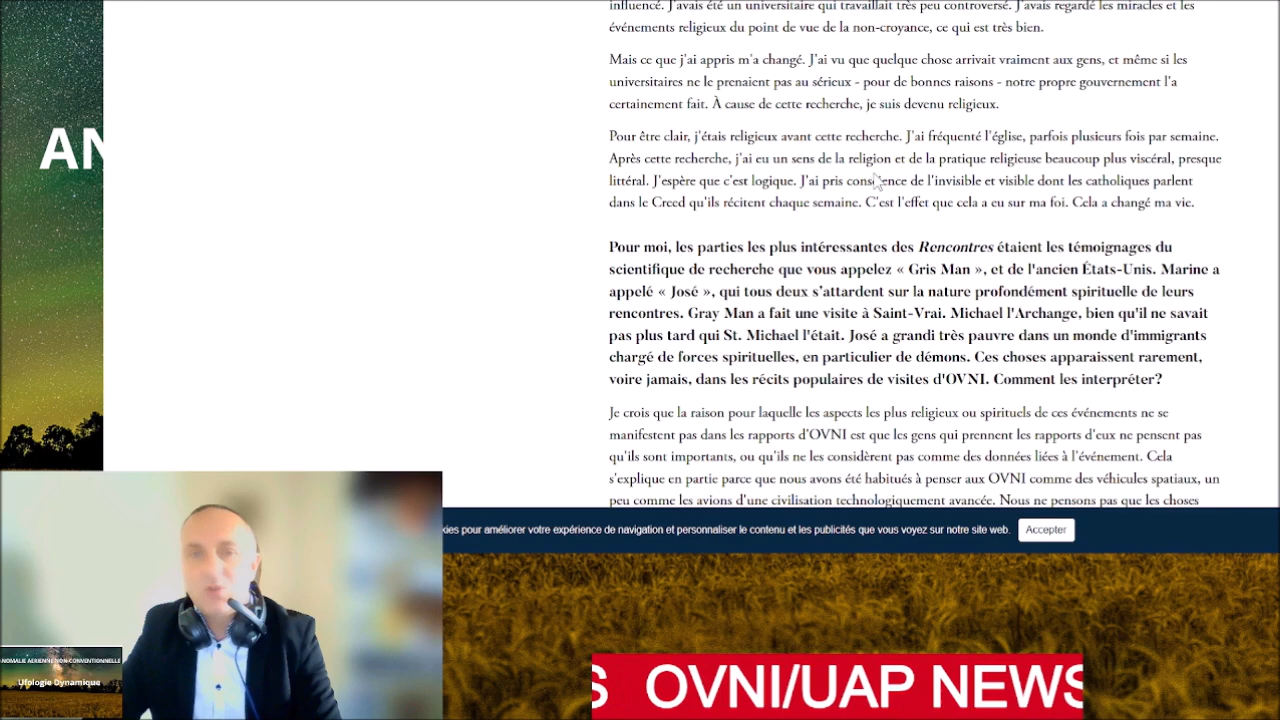 influencé. J'avais été un universitaire qui travaillait très peu controversé. J'avais regardé les miracles et les
événements religieux du point de vue de la non-croyance, ce qui est très bien.
Mais ce que j'ai appris m'a changé. J'ai vu que quelque chose arrivait vraiment aux gens, et même si les
universitaires ne le prenaient pas au sérieux - pour de bonnes raisons - notre propre gouvernement l'a
certainement fait. À cause de cette recherche, je suis devenu religieux.
Pour être clair, j'étais religieux avant cette recherche. J'ai fréquenté l'église, parfois plusieurs fois par semaine.
Après cette recherche, j'ai eu un sens de la religion et de la pratique religieuse beaucoup plus viscéral, presque
littéral. J'espère que c'est logique. J'ai pris conscience de l'invisible et visible dont les catholiques parlent
dans le Creed qu'ils récitent chaque semaine. C'est l'effet que cela a eu sur ma foi. Cela a changé ma vie.
Pour moi, les parties les plus intéressantes des Rencontres étaient les témoignages du
scientifique de recherche que vous appelez « Gris Man », et de l'ancien États-Unis. Marine a
appelé « José », qui tous deux s'attardent sur la nature profondément spirituelle de leurs
rencontres. Gray Man a fait une visite à Saint-Vrai. Michael l'Archange, bien qu'il ne savait
pas plus tard qui St. Michael l'était. José a grandi très pauvre dans un monde d'immigrants
chargé de forces spirituelles, en particulier de démons. Ces choses apparaissent rarement,
voire jamais, dans les récits populaires de visites d'OVNI. Comment les interpréter?
Je crois que la raison pour laquelle les aspects les plus religieux ou spirituels de ces événements ne se
manifestent pas dans les rapports d'OVNI est que les gens qui prennent les rapports d'eux ne pensent pas
qu'ils sont importants, ou qu'ils ne les considèrent pas comme des données liées à l'événement. Cela
s'explique en partie parce que nous avons été habitués à penser aux OVNI comme des véhicules spatiaux, un
peu comme les avions d'une civilisation technologiquement avancée. Nous ne pensons pas que les choses
AN
kies pour améliorer votre expérience de navigation et personnaliser le contenu et les publicités que vous voyez sur notre site web.
Accepter
ANOMALIE AERIENNE NON-CONVENTIONNELLE
Ufologie Dynamique
S OVNI/UAP NEWS